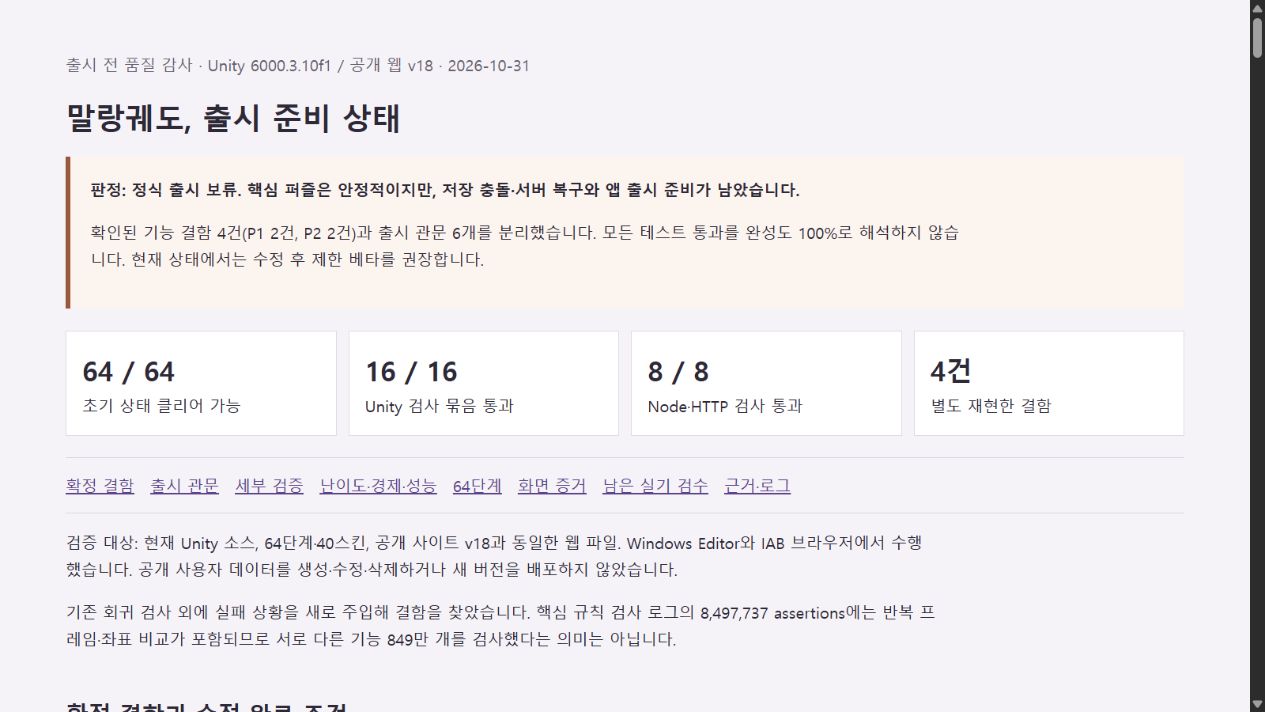 출시 전 품질 감사 · Unity 6000.3.10f1 / 공개 웹 v18 · 2026-10-31
말랑궤도, 출시 준비 상태
판정: 정식 출시 보류. 핵심 퍼즐은 안정적이지만, 저장 충돌·서버 복구와 앱 출시 준비가 남았습니다.
확인된 기능 결함 4건(P1 2건, P2 2건)과 출시 관문 6개를 분리했습니다. 모든 테스트 통과를 완성도 100%로 해석하지 않습
니다. 현재 상태에서는 수정 후 제한 베타를 권장합니다.
64 / 64
초기 상태 클리어 가능
16 / 16
Unity 검사 묶음 통과
8 / 8
Node·HTTP 검사 통과
4건
별도 재현한 결함
확정 결함 출시 관문 세부 검증 난이도·경제·성능 64단계 화면 증거 남은 실기 검수 근거·로그
검증 대상: 현재 Unity 소스, 64단계·40스킨, 공개 사이트 v18과 동일한 웹 파일. Windows Editor와 IAB 브라우저에서 수행
했습니다. 공개 사용자 데이터를 생성·수정·삭제하거나 새 버전을 배포하지 않았습니다.
기존 회귀 검사 외에 실패 상황을 새로 주입해 결함을 찾았습니다. 핵심 규칙 검사 로그의 8,497,737 assertions에는 반복 프
레임·좌표 비교가 포함되므로 서로 다른 기능 849만 개를 검사했다는 의미는 아닙니다.
확정 결함과 수정 완료 조건